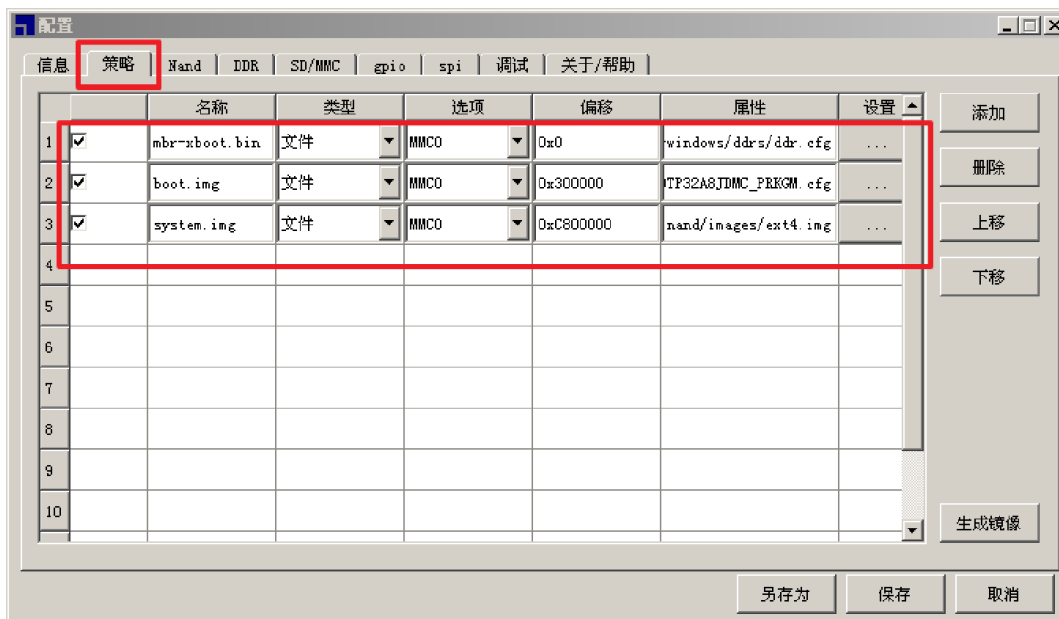 配置
信息 策略 Nand DDR SD/MMC gpio spi 调试 关于/帮助
名称 类型 选项 偏移 属性 设置
添加
1 mbr-xboot.bin 文件 MMC0 0x0 windows/ddrs/ddr.cfg ...
删除
2 boot.img 文件 MMC0 0x300000 TP32A8JDMC_PRKGM.cfg ...
3 system.img 文件 MMC0 0xC800000 nand/images/ext4.img ...
上移
4
下移
5
6
7
8
9
10
生成镜像
另存为 保存 取消